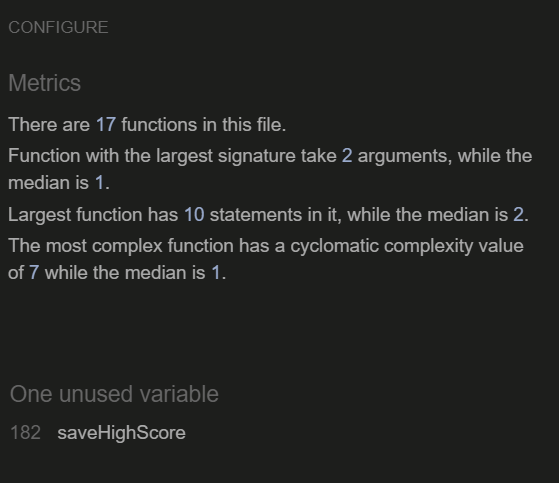 CONFIGURE
Metrics
There are 17 functions in this file.
Function with the largest signature take 2 arguments, while the
median is 1.
Largest function has 10 statements in it, while the median is 2.
The most complex function has a cyclomatic complexity value
of 7 while the median is 1.
One unused variable
182 saveHighScore